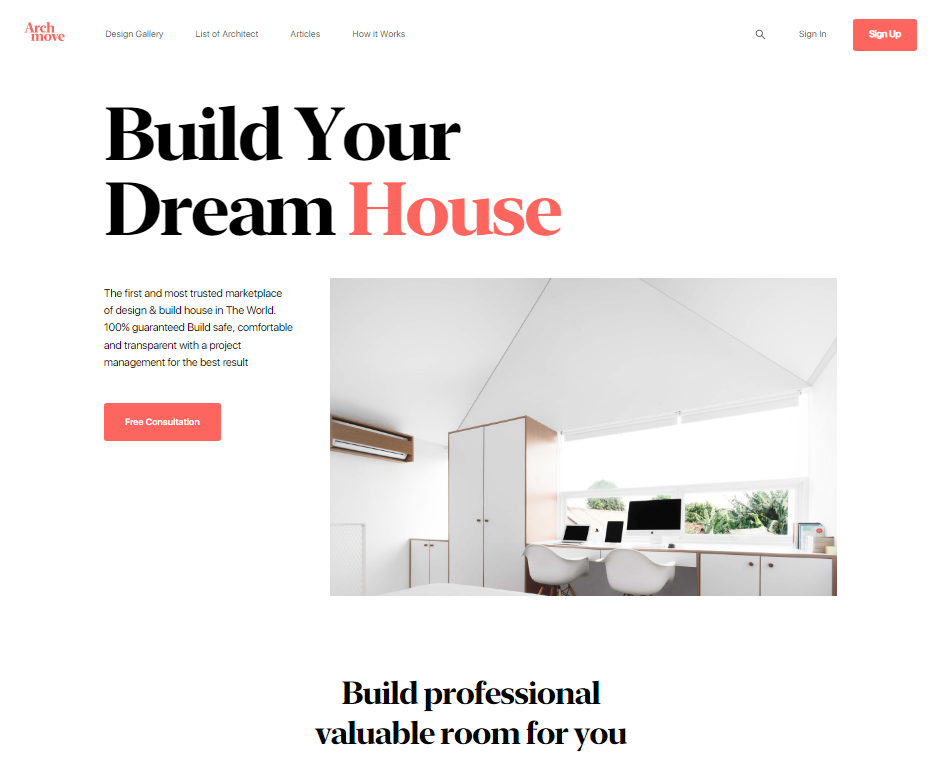 Arch
move
Design Gallery
List of Architect
Articles
How it Works
Sign In
Sign Up
Build Your
Dream House
The first and most trusted marketplace
of design & build house in The World.
100% guaranteed Build safe, comfortable
and transparent with a project
management for the best result
Free Consultation
Build professional
valuable room for you